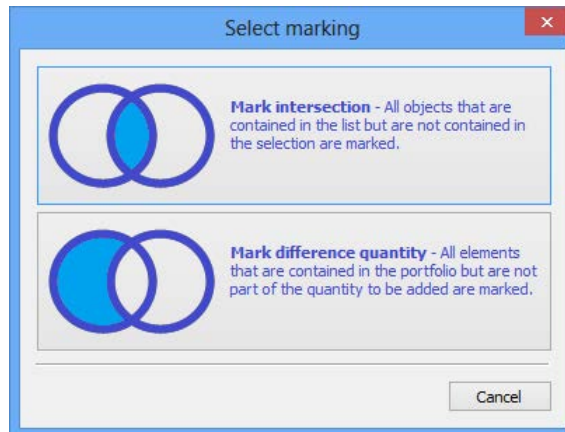 Select marking
Mark intersection - All objects that are
contained in the list but are not contained in
the selection are marked.
Mark difference quantity - All elements
that are contained in the portfolio but are not
part of the quantity to be added are marked.
Cancel